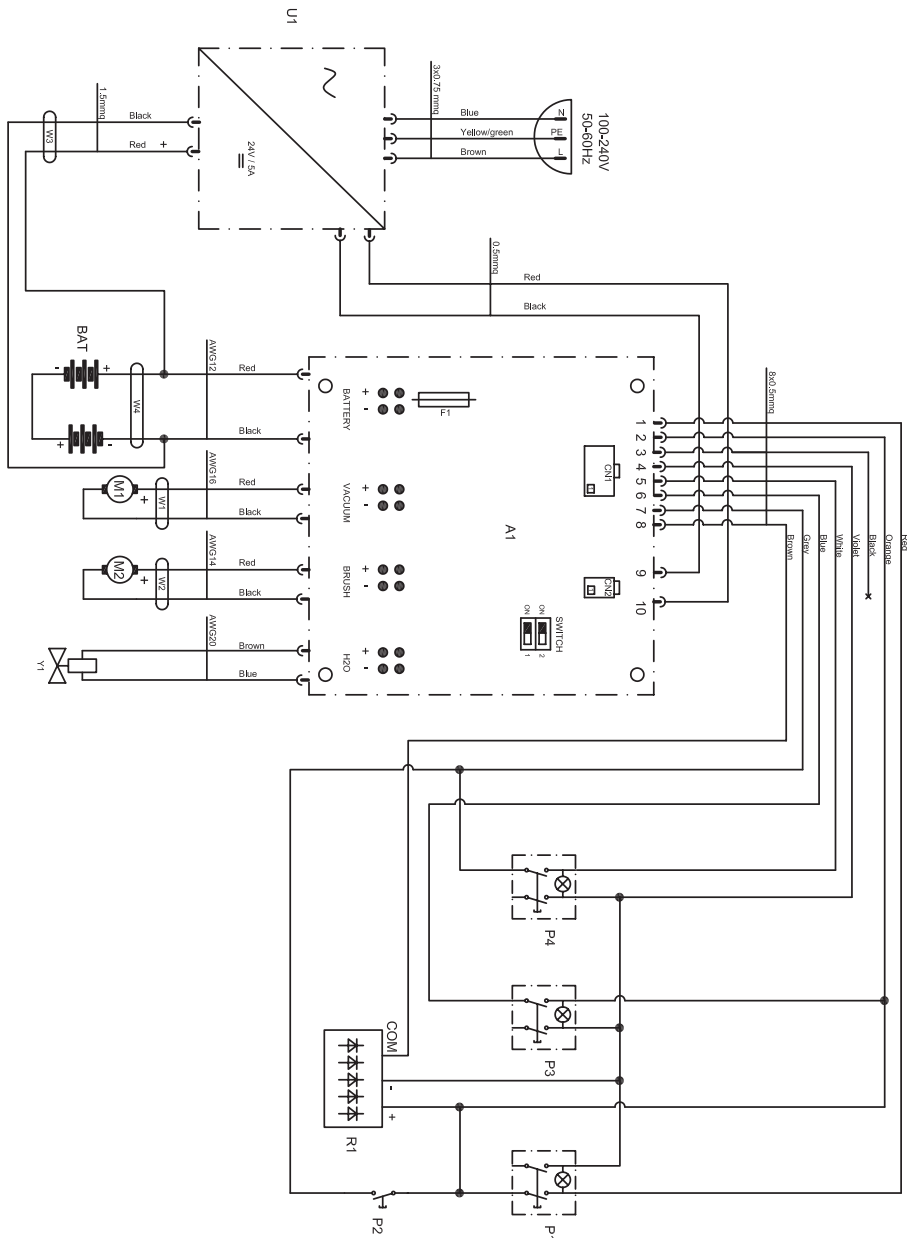 U1
100-240V
50-60Hz
N
PE
L
Blue
Yellow/green
Brown
3x0.75 mmq
24V / 5A
1.5mmq
Black
Red +
W3
0.5mmq
Red
Black
8x0.5mmq
BAT
-
+
+
-
W4
AWG12
Red
Black
M1
+
W1
AWG16
Red
Black
M2
+
W2
AWG14
Red
Black
Y1
AWG20
Brown
Blue
BATTERY
+
-
VACUUM
+
-
BRUSH
+
-
H2O
+
-
F1
A1
CN1
1
CN2
1
SWITCH
ON
ON
1
2
1
2
3
4
5
6
7
8
9
10
Red
Orange
Black
Violet
White
Blue
Grey
Brown
P4
P3
COM
-
+
R1
P2